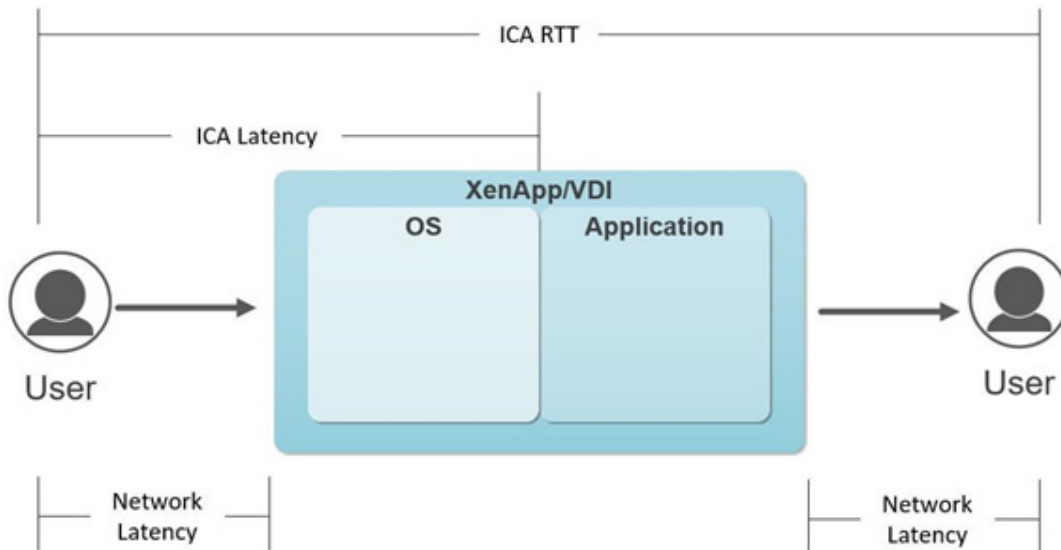 ICA RTT
ICA Latency
XenApp/VDI
OS
Application
User
User
Network
Latency
Network
Latency